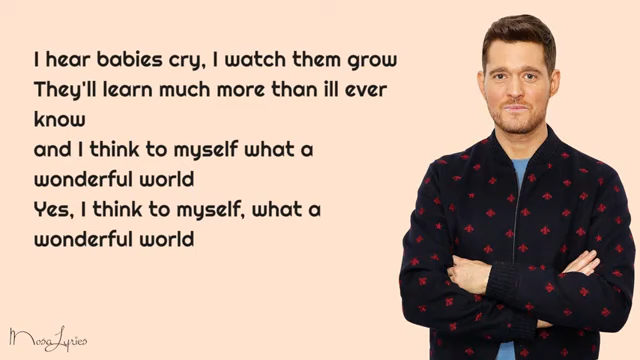 I hear babies cry, I watch them grow
They'll learn much more than ill ever
know
and I think to myself what a
wonderful world
Yes, I think to myself, what a
wonderful world
MosaLyrics